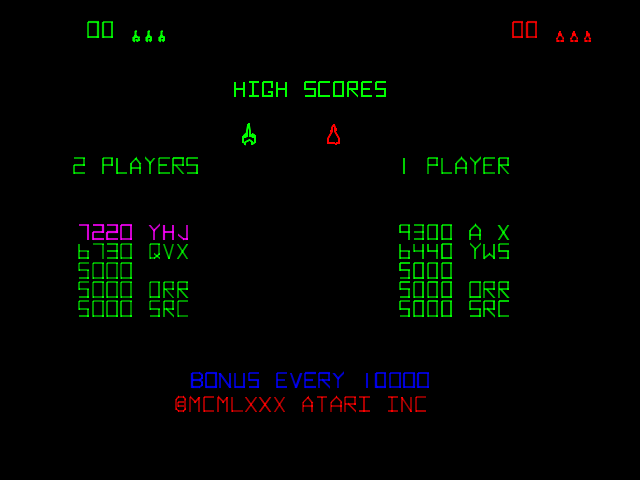 00 00
HIGH SCORES
2 PLAYERS 1 PLAYER
7220 YHJ 9300 A X
6730 QVX 6440 YWS
5000 5000
5000 ORR 5000 ORR
5000 SRC 5000 SRC
BONUS EVERY 10000
©MCMLXXX ATARI INC